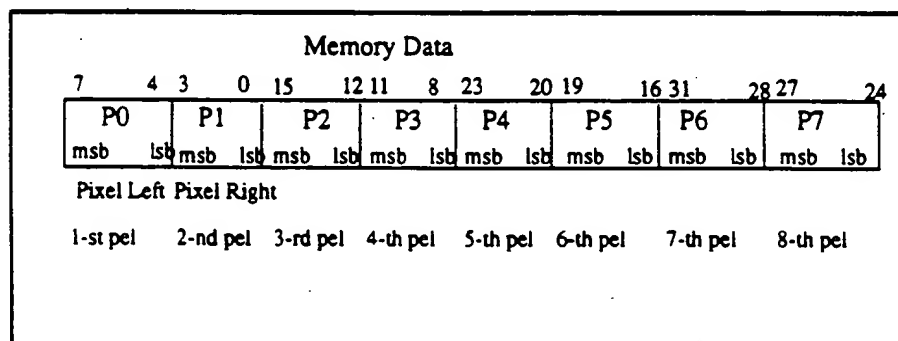 Memory Data
7 4 3 0 15 12 11 8 23 20 19 16 31 28 27 24
P0 P1 P2 P3 P4 P5 P6 P7
msb lsb msb lsb msb lsb msb lsb msb lsb msb lsb msb lsb msb lsb
Pixel Left Pixel Right
1-st pel 2-nd pel 3-rd pel 4-th pel 5-th pel 6-th pel 7-th pel 8-th pel